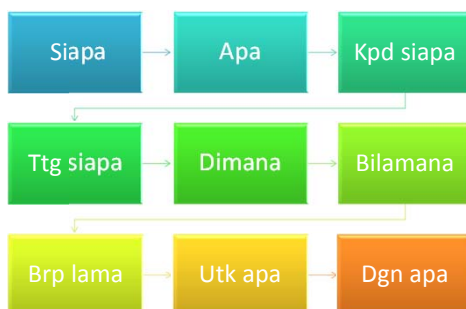 Siapa
Apa
Kpd siapa
Ttg siapa
Dimana
Bilamana
Brp lama
Utk apa
Dgn apa